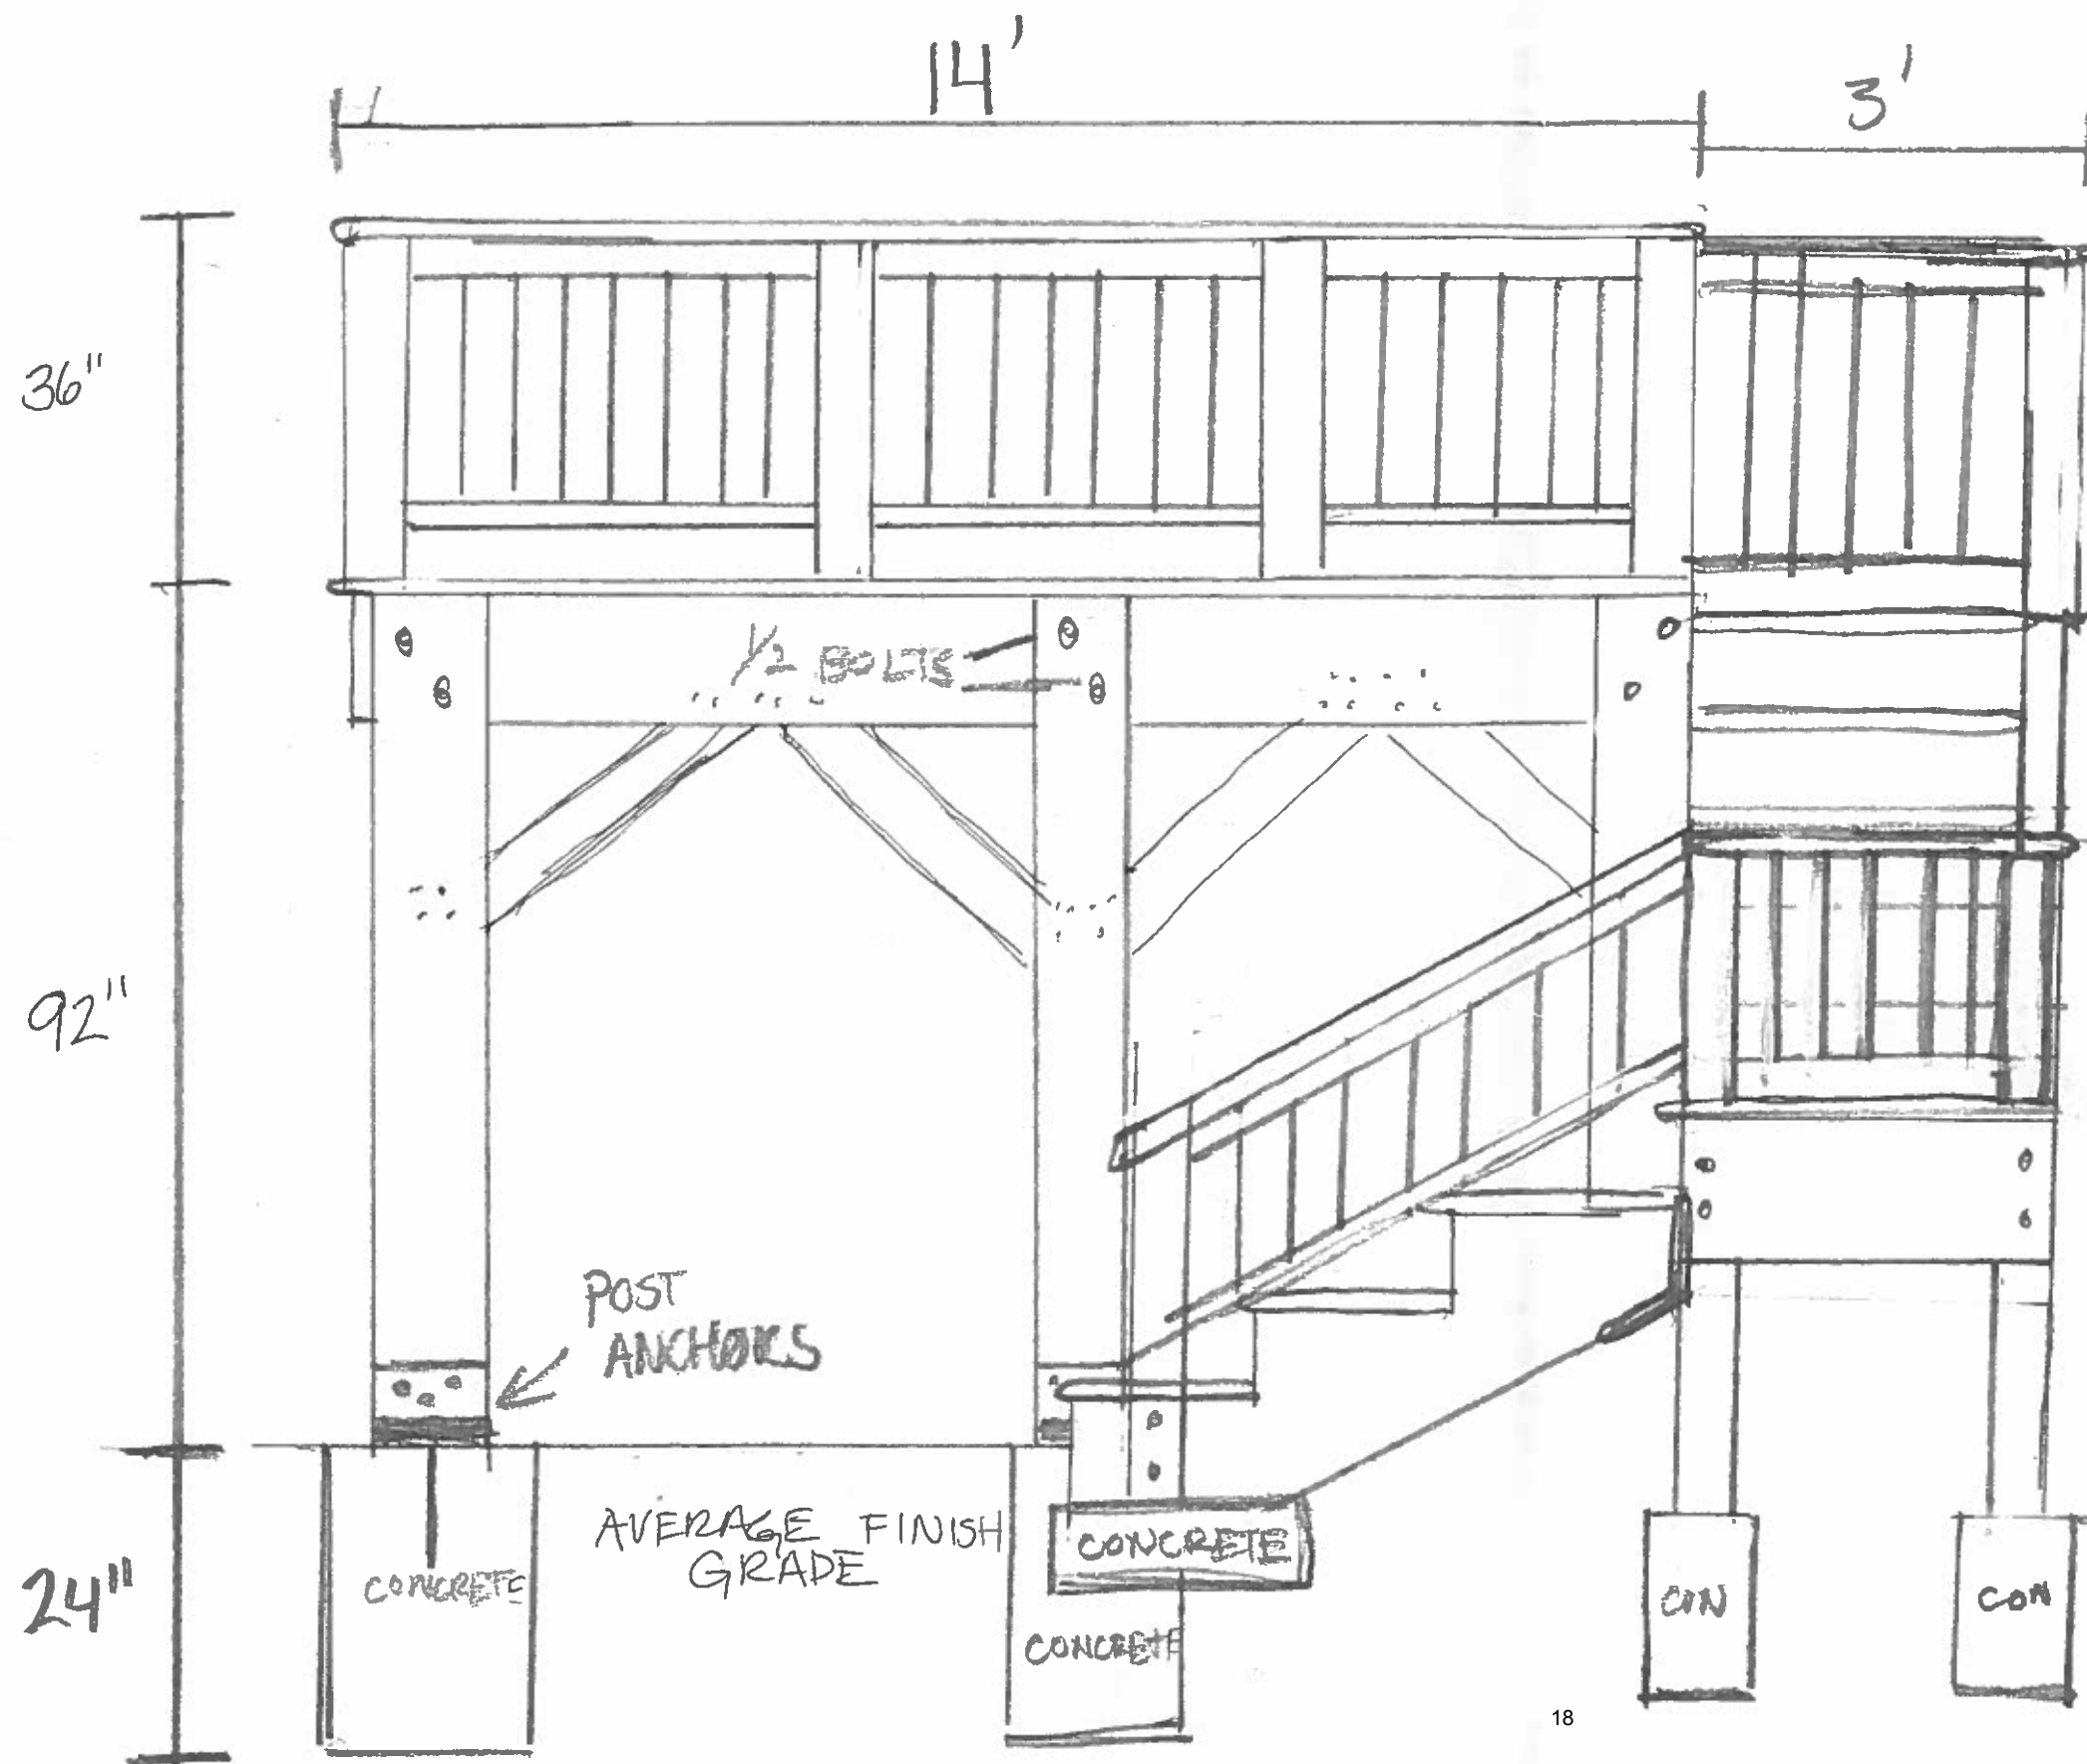 14'
3'
36"
1/2 BOLTS
92"
POST
ANCHORS
AVERAGE FINISH
GRADE
24"
CONCRETE
CONCRETE
CONCRETE
CON
CON
18